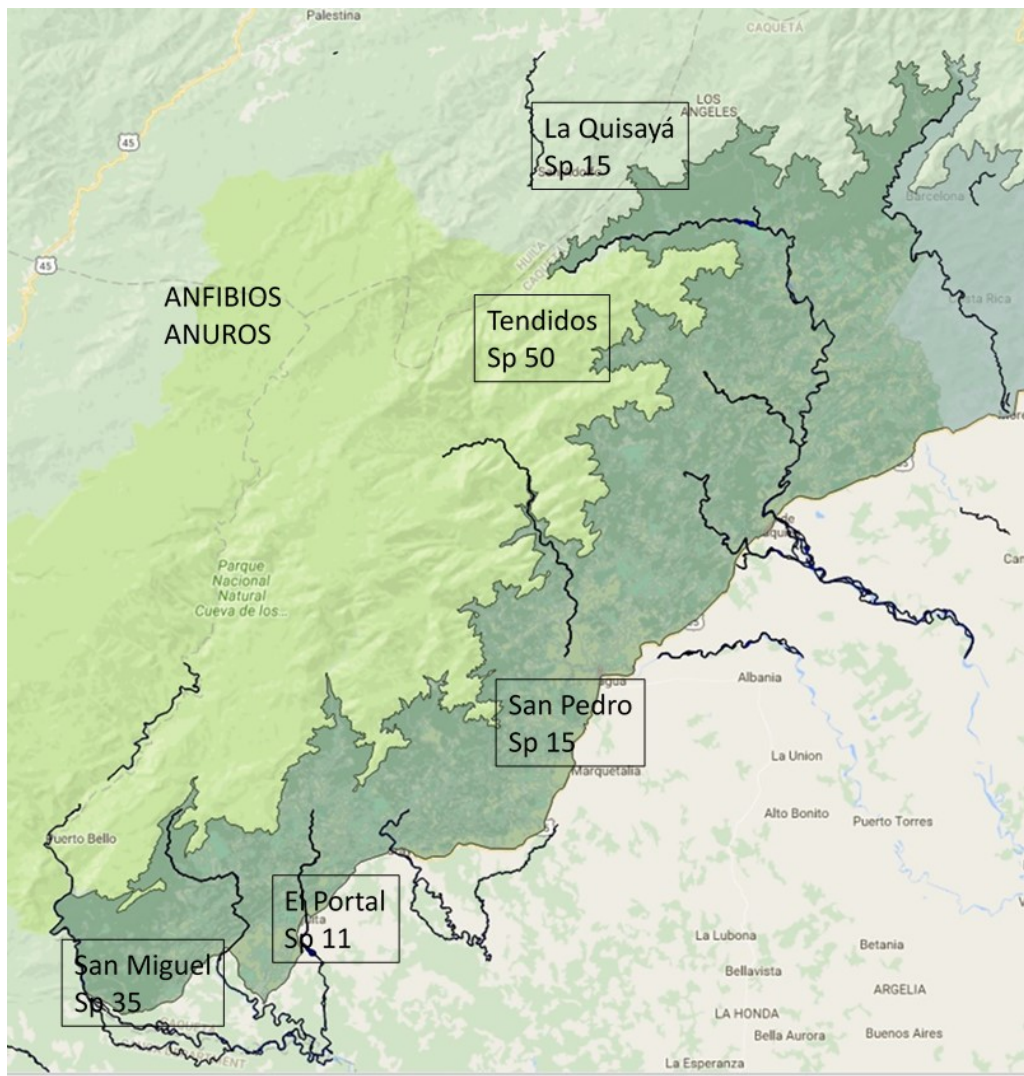 Palestina
CAQUETÁ
45
LOS
ANGELES
La Quisayá
Sp 15
Barcelona
45
HUILA
CAQUETÁ
ANFIBIOS
ANUROS
Costa Rica
Tendidos
Sp 50
Parque
Nacional
Natural
Cueva de los...
Albania
San Pedro
Sp 15
La Union
Marquetalia
Alto Bonito
Puerto Torres
Puerto Bello
El Portal
Sp 11
La Lubona
Betania
San Miguel
Sp 35
Bellavista
ARGELIA
LA HONDA
Bella Aurora
Buenos Aires
La Esperanza